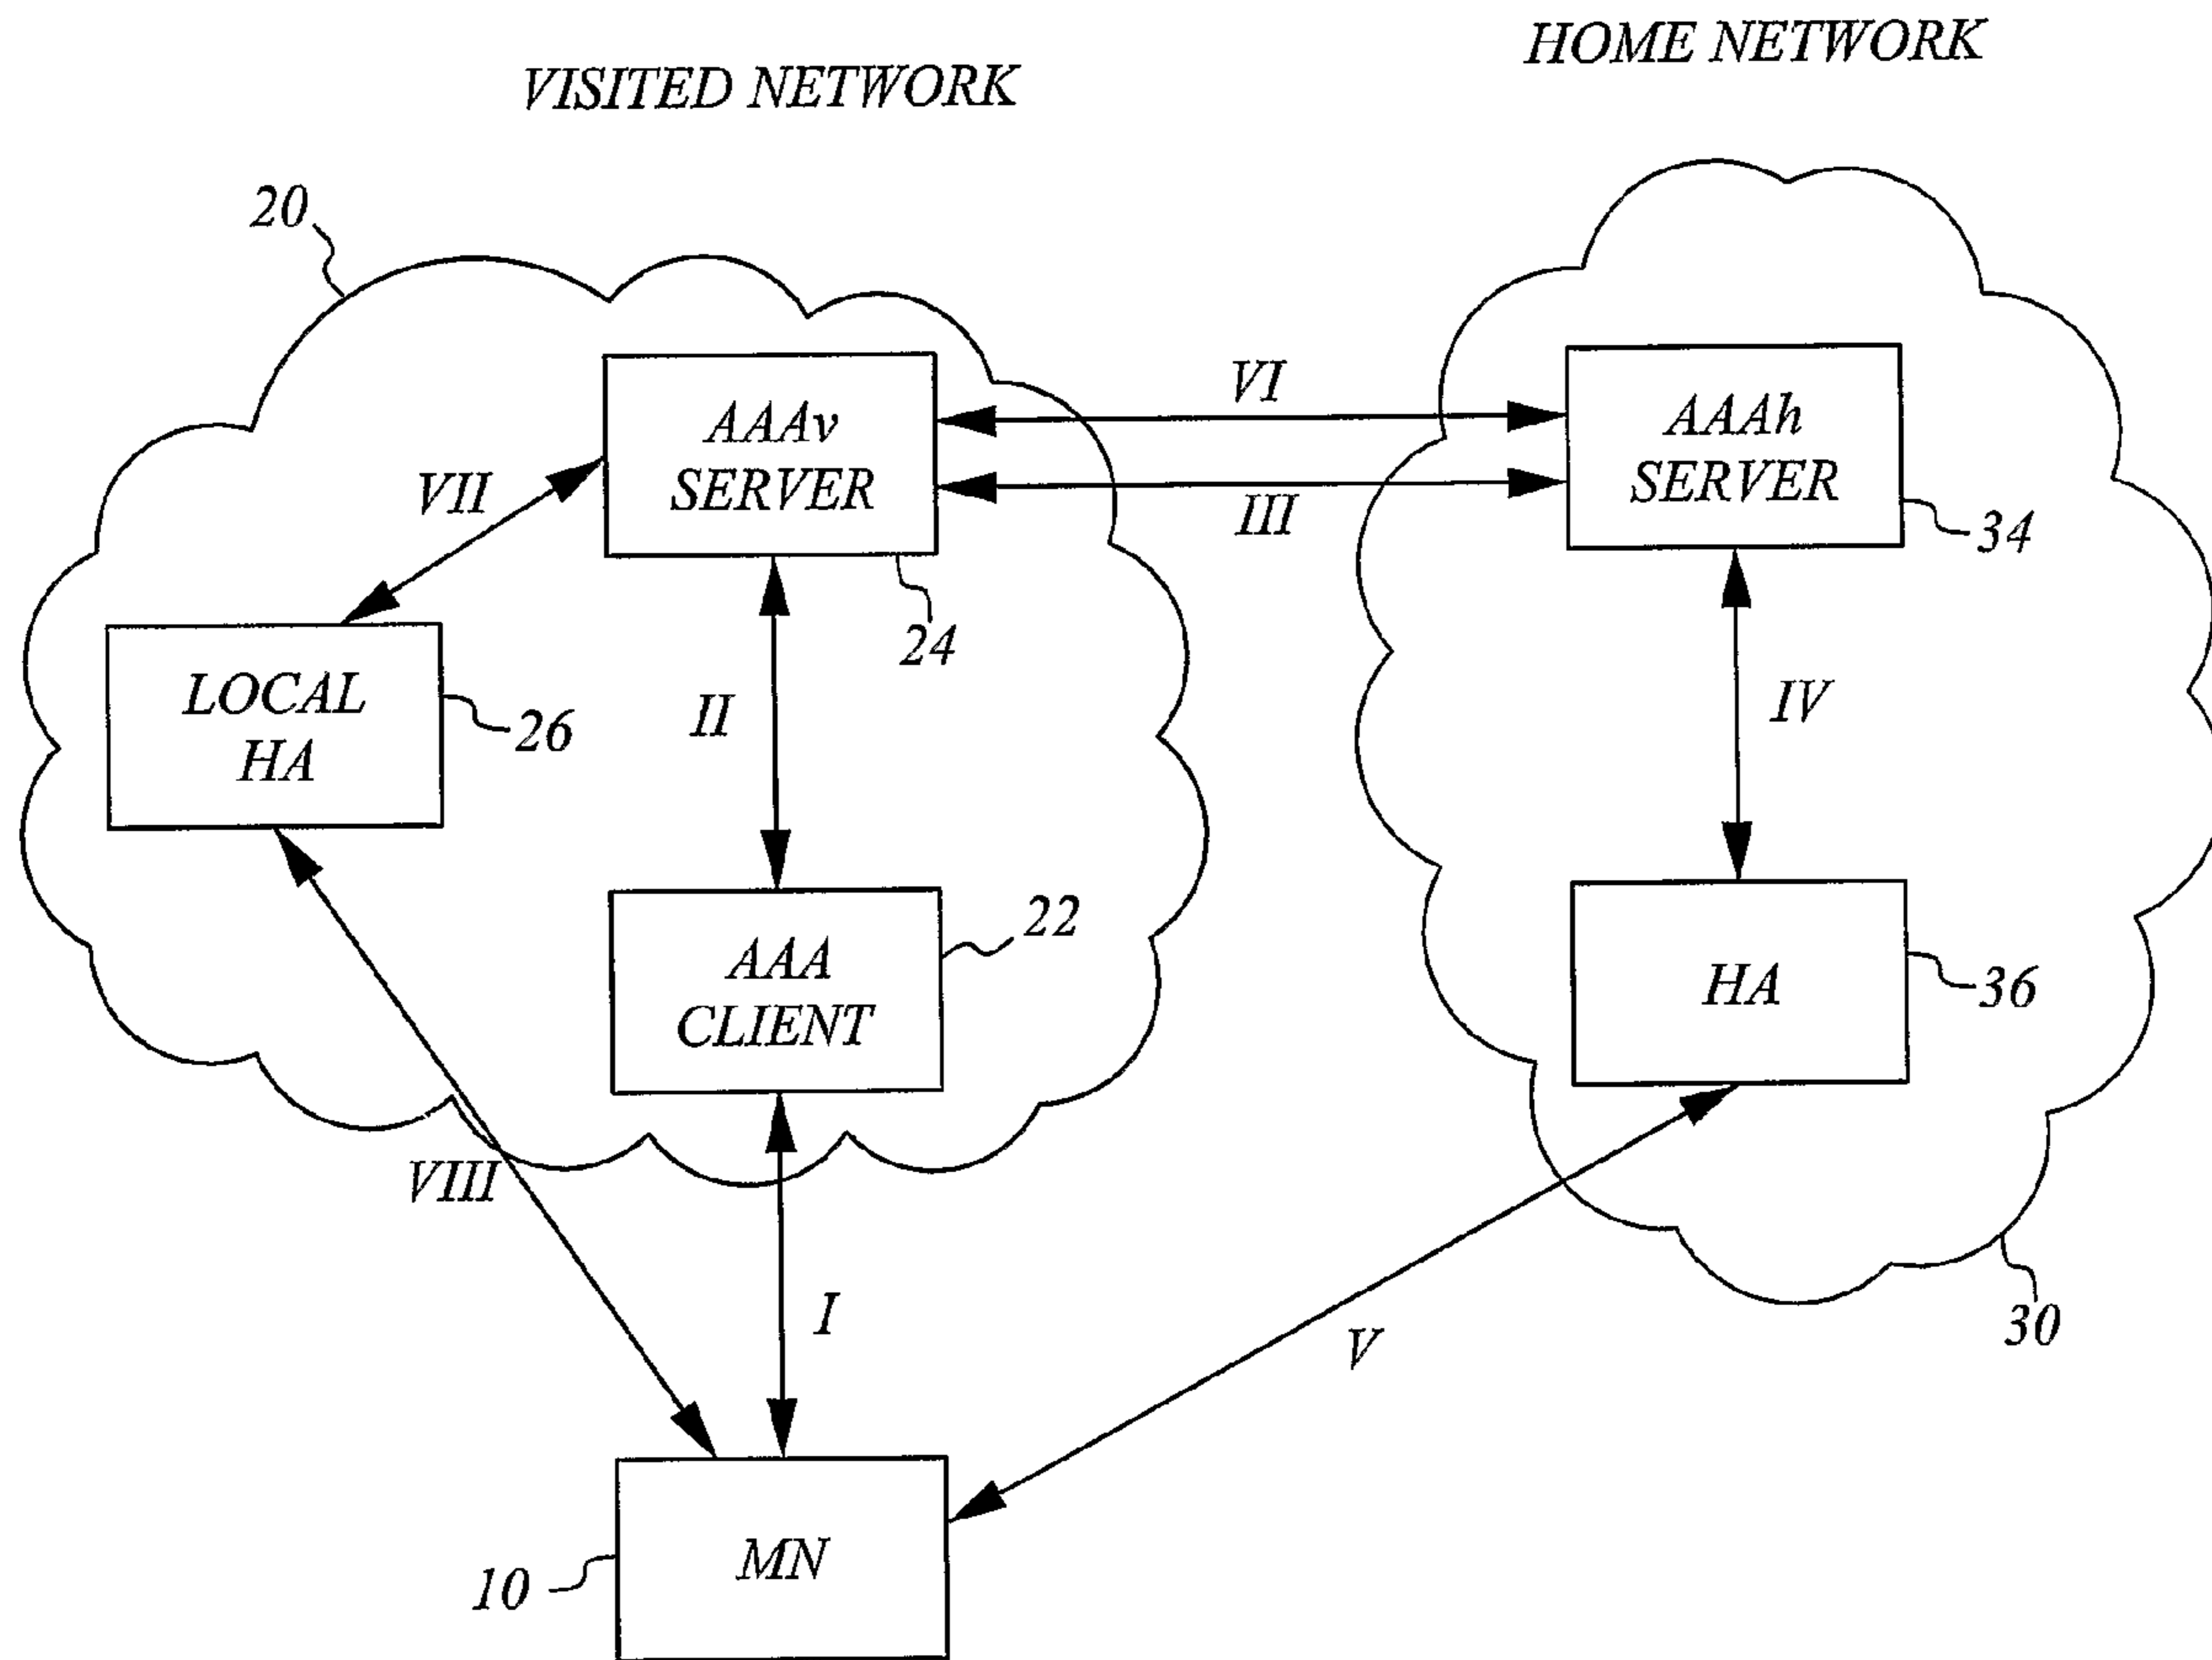 HOME NETWORK
VISITED NETWORK
20
VI
AAAv
SERVER
AAAh
SERVER
VII
III
34
24
LOCAL
HA
26
II
IV
22
AAA
CLIENT
HA
36
VIII
I
V
30
MN
10